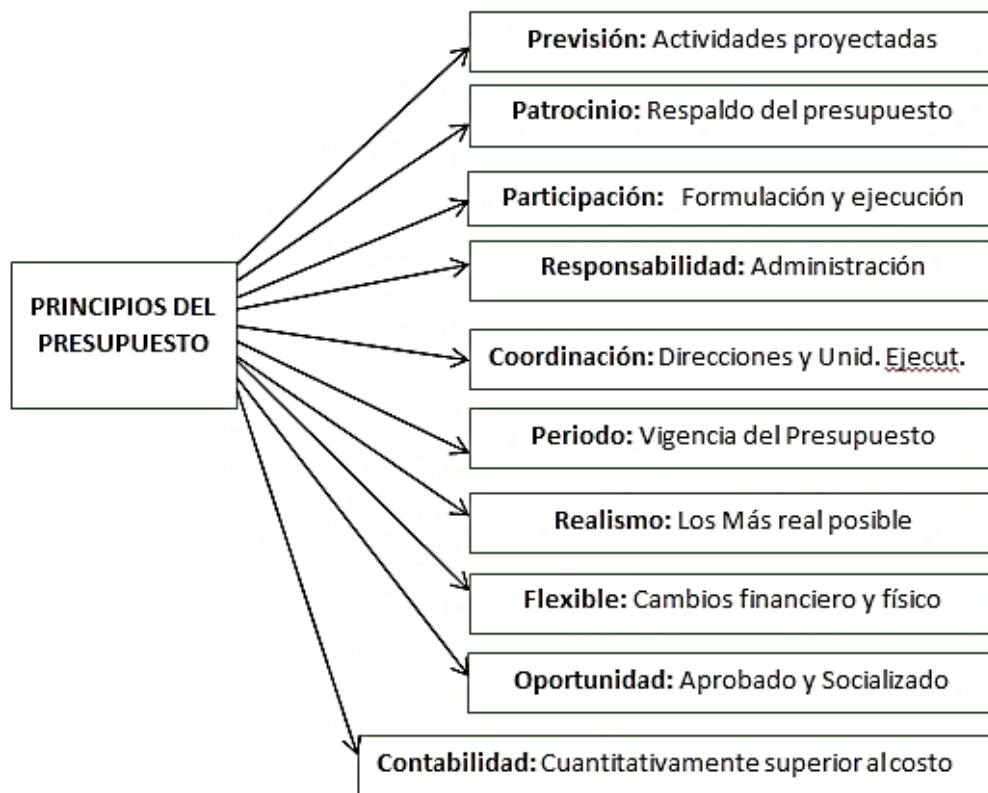 Previsión: Actividades proyectadas
Patrocinio: Respaldo del presupuesto
Participación: Formulación y ejecución
Responsabilidad: Administración
PRINCIPIOS DEL
PRESUPUESTO
Coordinación: Direcciones y Unid. Ejecut.
Periodo: Vigencia del Presupuesto
Realismo: Los Más real posible
Flexible: Cambios financiero y físico
Oportunidad: Aprobado y Socializado
Contabilidad: Cuantitativamente superior al costo